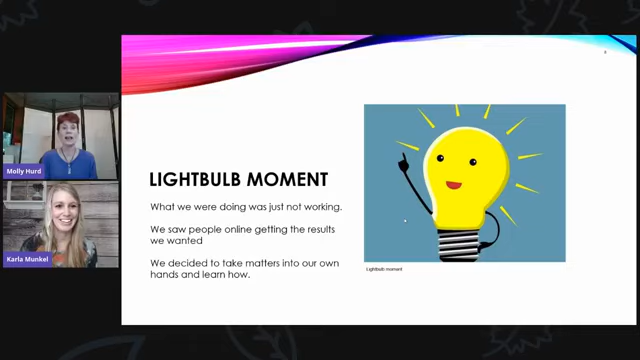 Molly Hurd
Karla Munkel
LIGHTBULB MOMENT
What we were doing was just not working.
We saw people online getting the results
we wanted
We decided to take matters into our own
hands and learn how.
Lightbulb moment